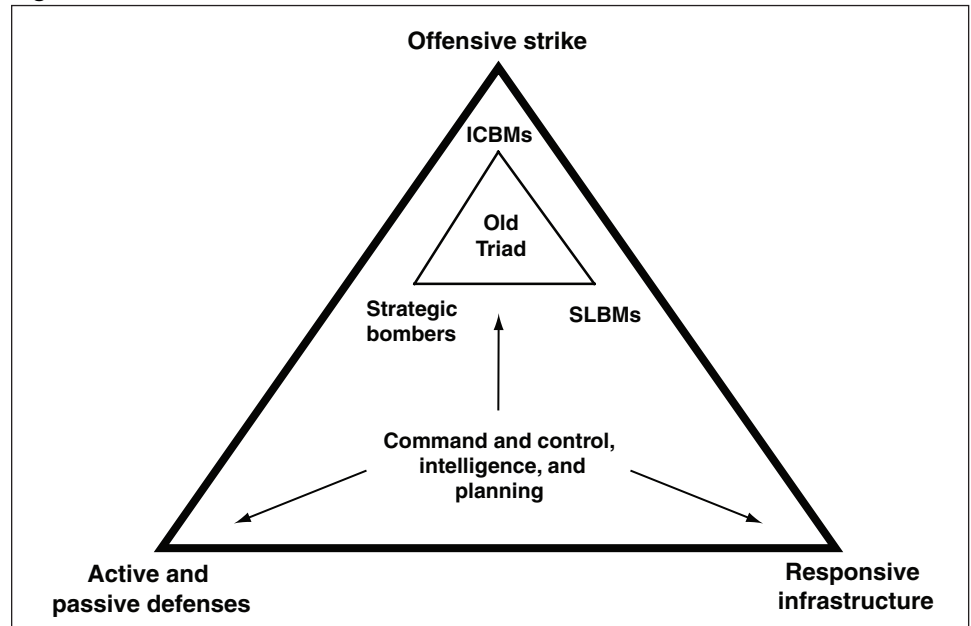 Offensive strike
ICBMs
Old
Triad
Strategic
bombers
SLBMs
Command and control,
intelligence, and
planning
Active and
passive defenses
Responsive
infrastructure